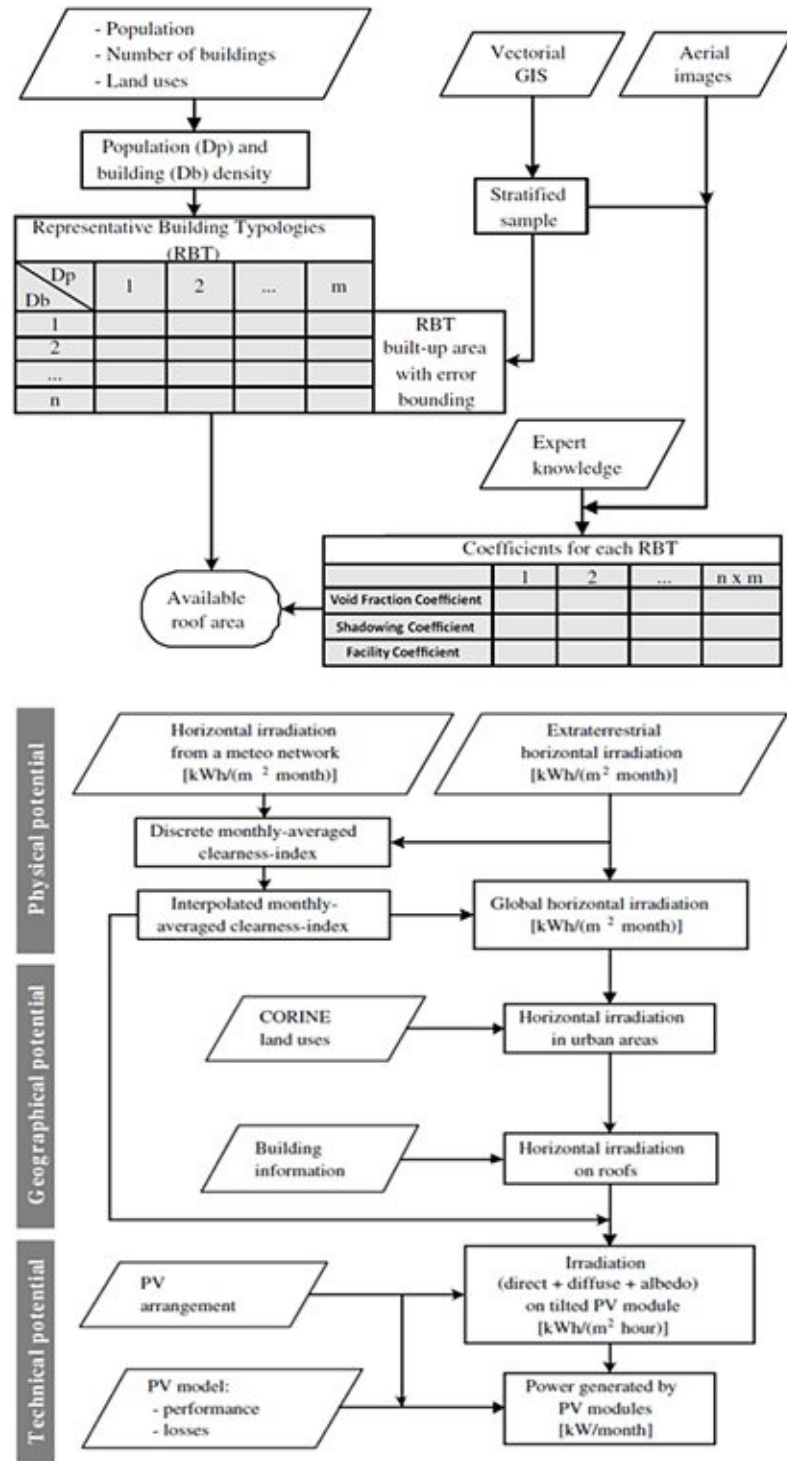 - Population
- Number of buildings
- Land uses
Vectorial
GIS
Aerial
images
Population (Dp) and
building (Db) density
Stratified
sample
Representative Building Typologies
(RBT)
Dp
Db
1
2
...
m
1
2
...
n
RBT
built-up area
with error
bounding
Expert
knowledge
Coefficients for each RBT
1
2
...
n x m
Void Fraction Coefficient
Shadowing Coefficient
Facility Coefficient
Available
roof area
Physical potential
Horizontal irradiation
from a meteo network
[kWh/(m ² month)]
Extraterrestrial
horizontal irradiation
[kWh/(m ² month)]
Discrete monthly-averaged
clearness-index
Interpolated monthly-
averaged clearness-index
Global horizontal irradiation
[kWh/(m ² month)]
Geographical potential
CORINE
land uses
Horizontal irradiation
in urban areas
Building
information
Horizontal irradiation
on roofs
Technical potential
PV
arrangement
Irradiation
(direct + diffuse + albedo)
on tilted PV module
[kWh/(m² hour)]
PV model:
- performance
- losses
Power generated by
PV modules
[kW/month]